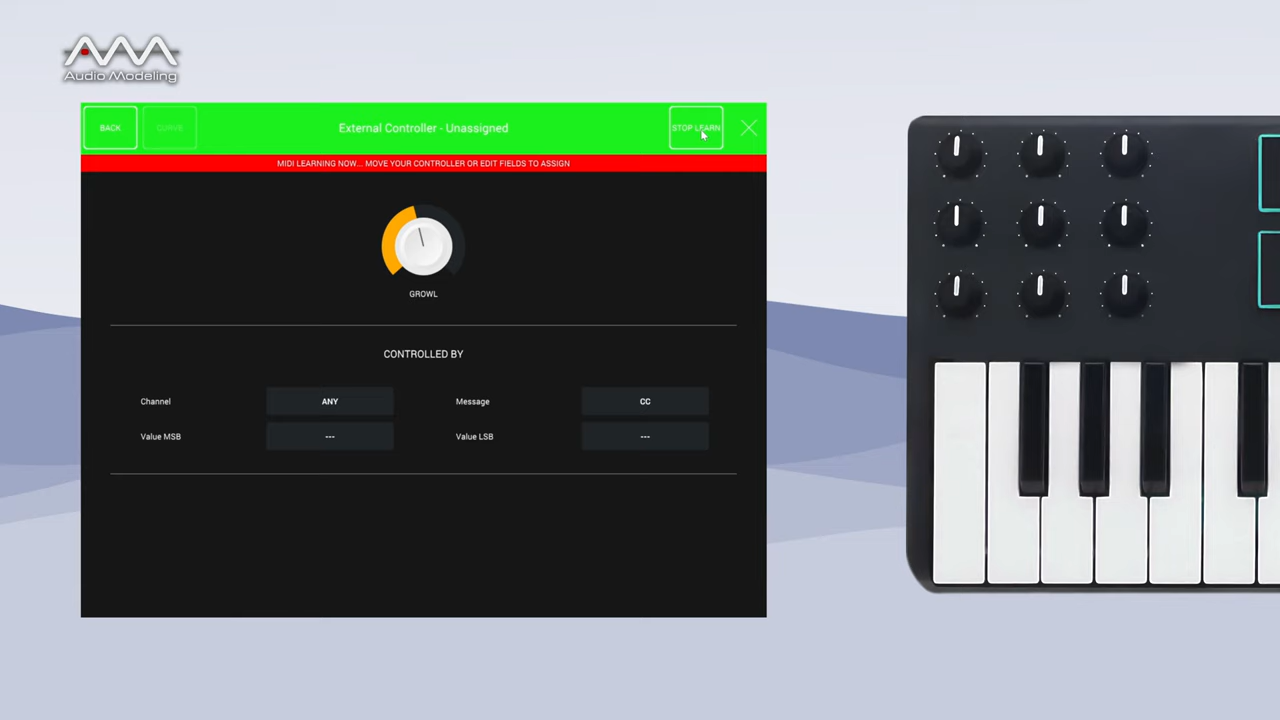 Audio Modeling
BACK
CURVE
External Controller - Unassigned
STOP LEARN
MIDI LEARNING NOW... MOVE YOUR CONTROLLER OR EDIT FIELDS TO ASSIGN
GROWL
CONTROLLED BY
Channel
ANY
Message
CC
Value MSB
---
Value LSB
---